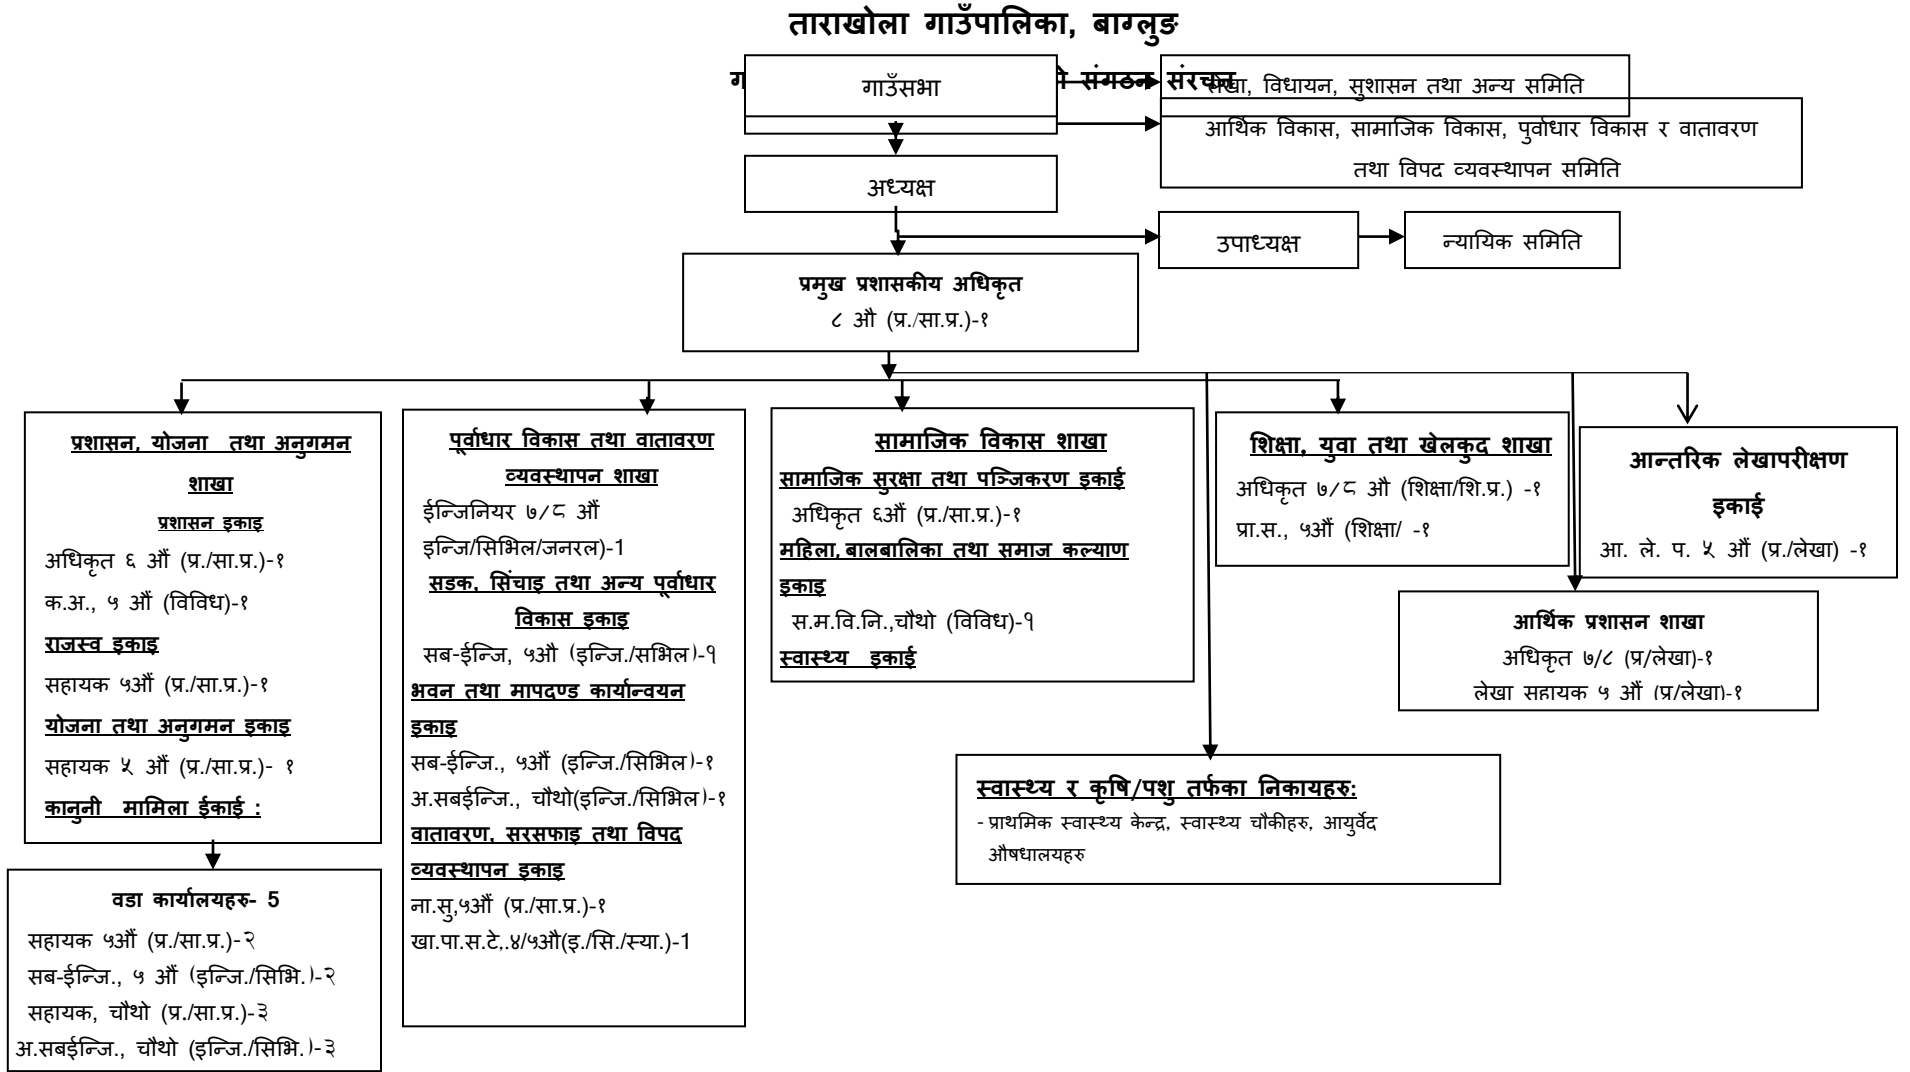 ताराखोला गाउँपालिका, बाग्लुङ
संगठन
गाउँसभा
लेखा, विधायन, सुशासन तथा अन्य समिति
आर्थिक विकास, सामाजिक विकास, पुर्वाधार विकास र वातावरण
तथा विपद व्यवस्थापन समिति
अध्यक्ष
उपाध्यक्ष
न्यायिक समिति
प्रमुख प्रशासकीय अधिकृत
८ औ (प्र./सा.प्र.)-१
प्रशासन, योजना तथा अनुगमन
शाखा
प्रशासन इकाइ
अधिकृत ६ औं (प्र./सा.प्र.)-१
क.अ., ५ औं (विविध)-१
राजस्व इकाइ
सहायक ५औं (प्र./सा.प्र.)-१
योजना तथा अनुगमन इकाइ
सहायक ५ औं (प्र./सा.प्र.)- १
कानुनी मामिला ईकाई :
वडा कार्यालयहरु- 5
सहायक ५औं (प्र./सा.प्र.)-२
सब-ईन्जि., ५ औं (इन्जि./सिभि.)-२
सहायक, चौथो (प्र./सा.प्र.)-३
अ.सबईन्जि., चौथो (इन्जि./सिभि.)-३
पूर्वाधार विकास तथा वातावरण
व्यवस्थापन शाखा
ईन्जिनियर ७/८ औं
इन्जि/सिभिल/जनरल)-1
सडक, सिंचाइ तथा अन्य पूर्वाधार
विकास इकाइ
सब-ईन्जि, ५औ (इन्जि./सभिल)-१
भवन तथा मापदण्ड कार्यान्वयन
इकाइ
सब-ईन्जि., ५औं (इन्जि./सिभिल)-१
अ.सबईन्जि., चौथो(इन्जि./सिभिल)-१
वातावरण, सरसफाइ तथा विपद
व्यवस्थापन इकाइ
ना.सु,५औं (प्र./सा.प्र.)-१
खा.पा.स.टे,.४/५औ(इ./सि./स्या.)-1
सामाजिक विकास शाखा
सामाजिक सुरक्षा तथा पञ्जिकरण इकाई
अधिकृत ६औं (प्र./सा.प्र.)-१
महिला, बालबालिका तथा समाज कल्याण
इकाइ
स.म.वि.नि.,चौथो (विविध)-१
स्वास्थ्य इकाई
शिक्षा, युवा तथा खेलकुद शाखा
अधिकृत ७/८ औ (शिक्षा/शि.प्र.) -१
प्रा.स., ५औं (शिक्षा/ -१
आन्तरिक लेखापरीक्षण
इकाई
आ. ले. प. ५ औं (प्र./लेखा) -१
आर्थिक प्रशासन शाखा
अधिकृत ७/८ (प्र/लेखा)-१
लेखा सहायक ५ औं (प्र/लेखा)-१
स्वास्थ्य र कृषि/पशु तर्फका निकायहरु:
- प्राथमिक स्वास्थ्य केन्द्र, स्वास्थ्य चौकीहरु, आयुर्वेद
औषधालयहरु